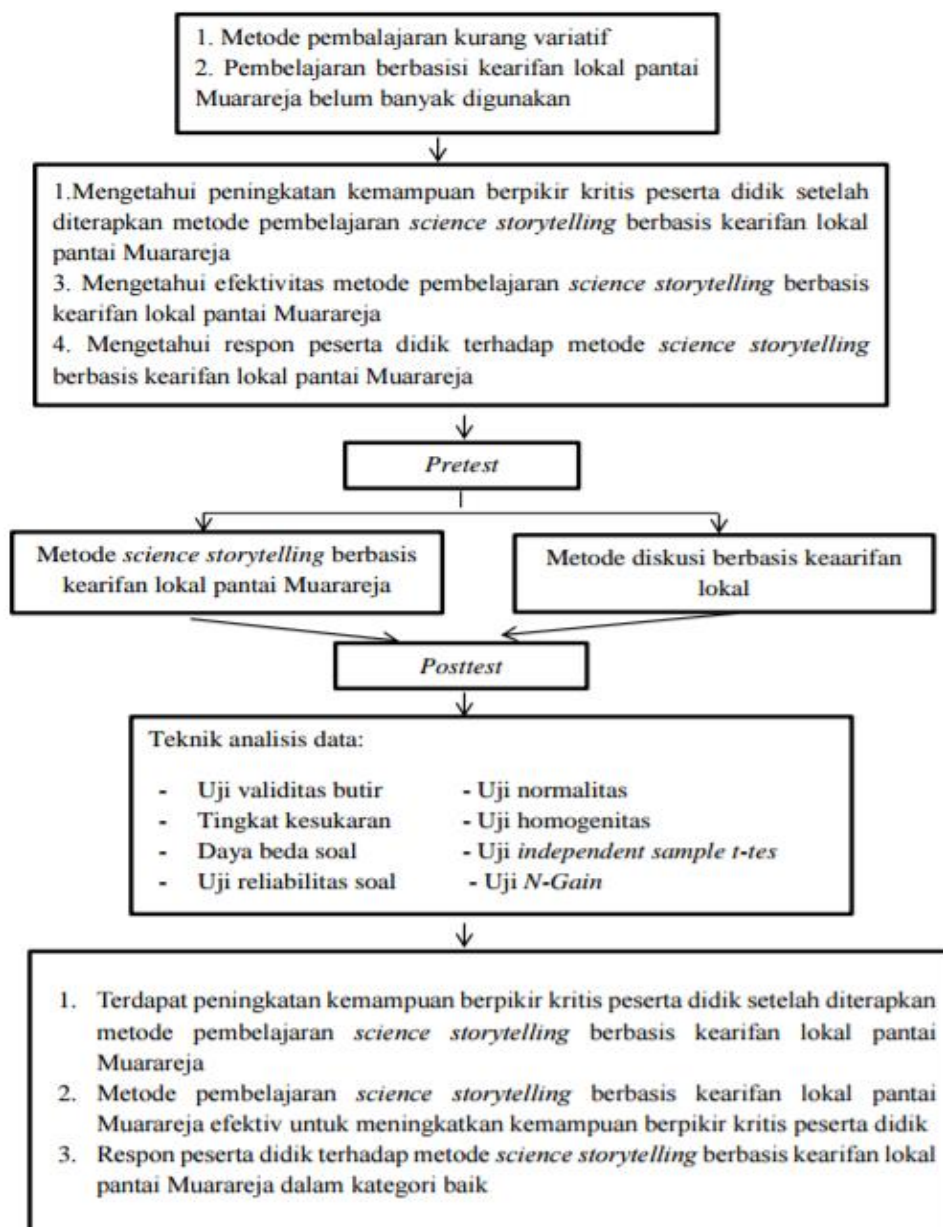 1. Metode pembalajaran kurang variatif
2. Pembelajaran berbasisi kearifan lokal pantai
Muarareja belum banyak digunakan
1.Mengetahui peningkatan kemampuan berpikir kritis peserta didik setelah
diterapkan metode pembelajaran science storytelling berbasis kearifan lokal
pantai Muarareja
3. Mengetahui efektivitas metode pembelajaran science storytelling berbasis
kearifan lokal pantai Muarareja
4. Mengetahui respon peserta didik terhadap metode science storytelling
berbasis kearifan lokal pantai Muarareja
Pretest
Metode science storytelling berbasis
kearifan lokal pantai Muarareja
Metode diskusi berbasis keaarifan
lokal
Posttest
Teknik analisis data:
- Uji validitas butir - Uji normalitas
- Tingkat kesukaran - Uji homogenitas
- Daya beda soal - Uji independent sample t-tes
- Uji reliabilitas soal - Uji N-Gain
1. Terdapat peningkatan kemampuan berpikir kritis peserta didik setelah diterapkan
metode pembelajaran science storytelling berbasis kearifan lokal pantai
Muarareja
2. Metode pembelajaran science storytelling berbasis kearifan lokal pantai
Muarareja efektiv untuk meningkatkan kemampuan berpikir kritis peserta didik
3. Respon peserta didik terhadap metode science storytelling berbasis kearifan lokal
pantai Muarareja dalam kategori baik